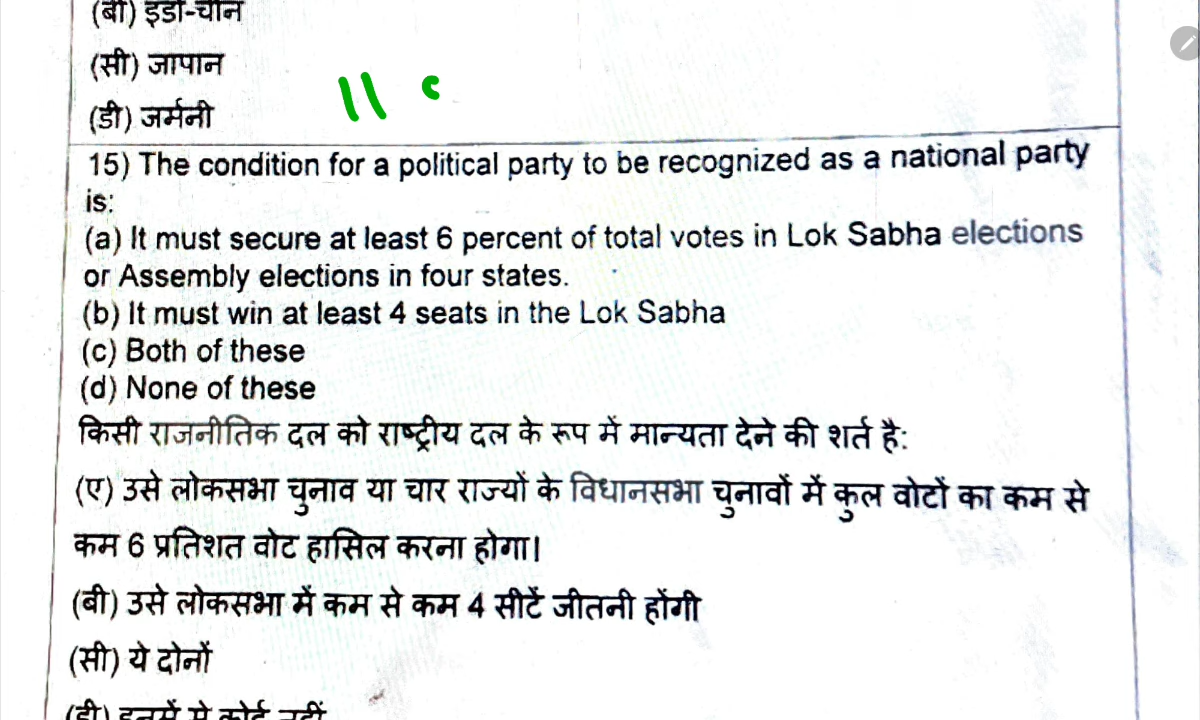 (बी) इंडो-चीन
(सी) जापान
(डी) जर्मनी
11 c
15) The condition for a political party to be recognized as a national party
is:
(a) It must secure at least 6 percent of total votes in Lok Sabha elections
or Assembly elections in four states.
(b) It must win at least 4 seats in the Lok Sabha
(c) Both of these
(d) None of these
किसी राजनीतिक दल को राष्ट्रीय दल के रूप में मान्यता देने की शर्त है:
(ए) उसे लोकसभा चुनाव या चार राज्यों के विधानसभा चुनावों में कुल वोटों का कम से
कम 6 प्रतिशत वोट हासिल करना होगा।
(बी) उसे लोकसभा में कम से कम 4 सीटें जीतनी होंगी
(सी) ये दोनों
(डी) इनमें से कोई नहीं